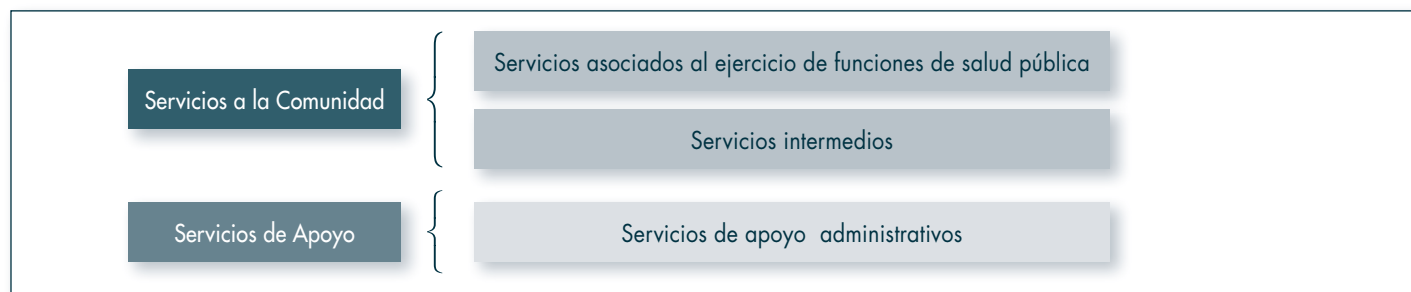 Servicios a la Comunidad
Servicios asociados al ejercicio de funciones de salud pública
Servicios intermedios
Servicios de Apoyo
Servicios de apoyo administrativos